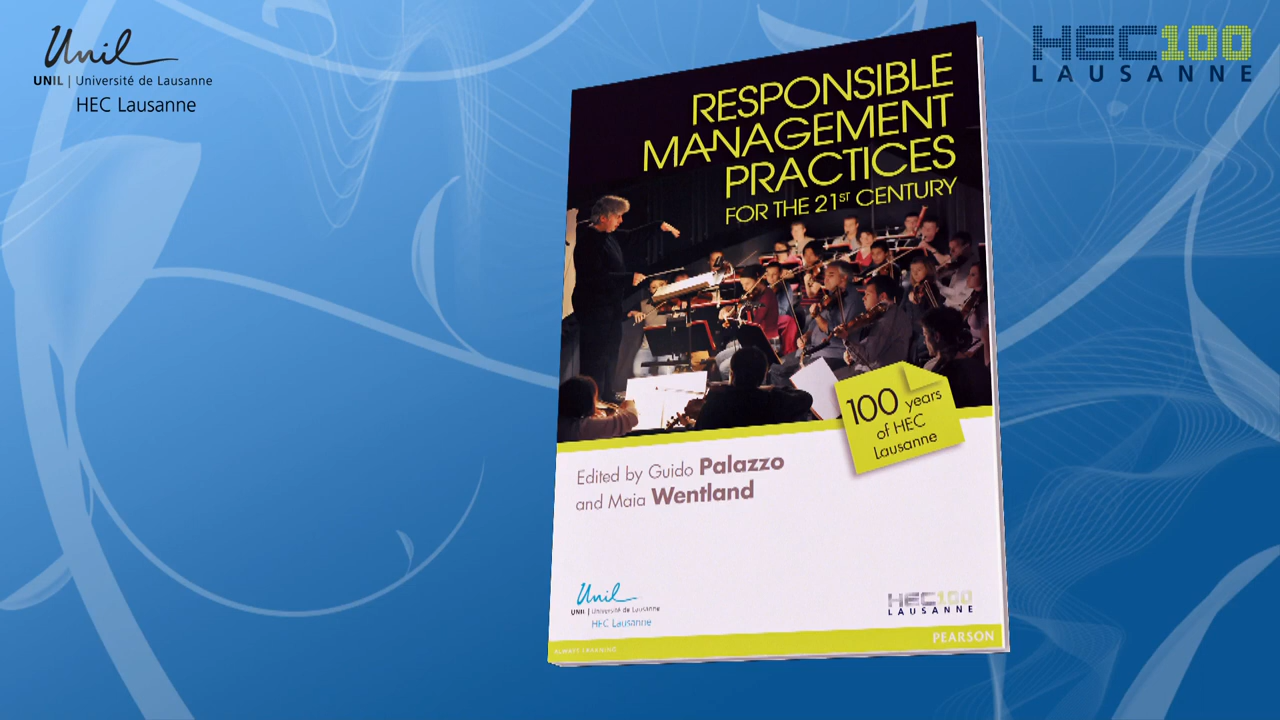 Unil
UNIL | Université de Lausanne
HEC Lausanne
HEC100
LAUSANNE
RESPONSIBLE
MANAGEMENT
PRACTICES
FOR THE 21ST CENTURY
100 years
of HEC
Lausanne
Edited by Guido Palazzo
and Maia Wentland
Unil
UNIL | Université de Lausanne
HEC Lausanne
HEC100
LAUSANNE
ALWAYS LEARNING
PEARSON